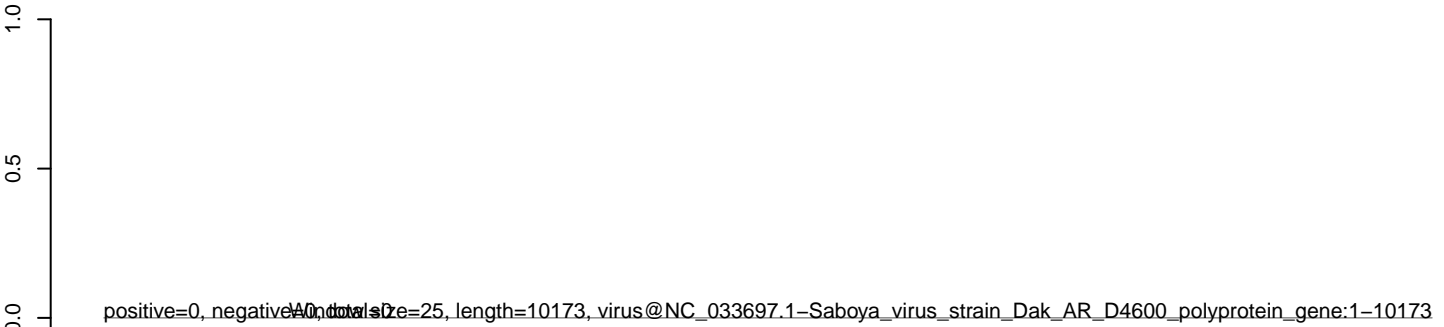 1.0
0.5
0.0
positive=0, negative=0, total=0
Window size=25, length=10173, virus@NC_033697.1−Saboya_virus_strain_Dak_AR_D4600_polyprotein_gene:1−10173